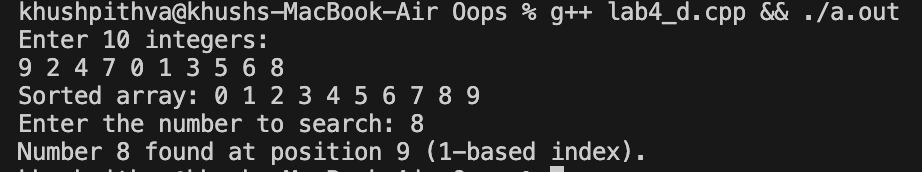 khushpithva@khushs-MacBook-Air Oops % g++ lab4_d.cpp && ./a.out
Enter 10 integers:
9 2 4 7 0 1 3 5 6 8
Sorted array: 0 1 2 3 4 5 6 7 8 9
Enter the number to search: 8
Number 8 found at position 9 (1-based index).